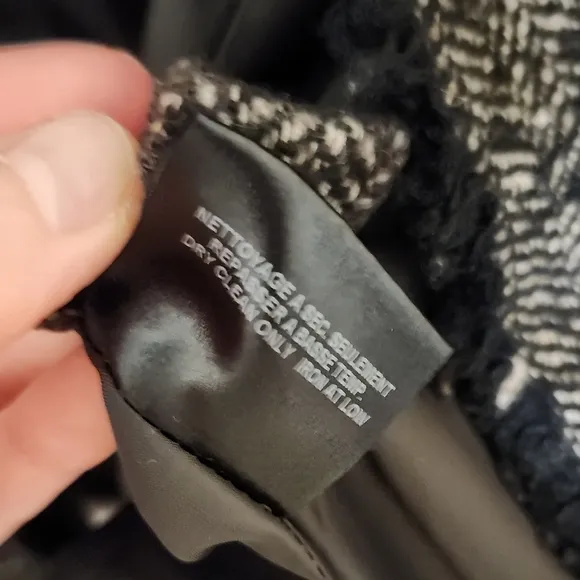 NETTOYAGE A SEC. SEULEMENT
REPASSER A BASSE TEMP.
DRY CLEAN ONLY IRON AT LOW